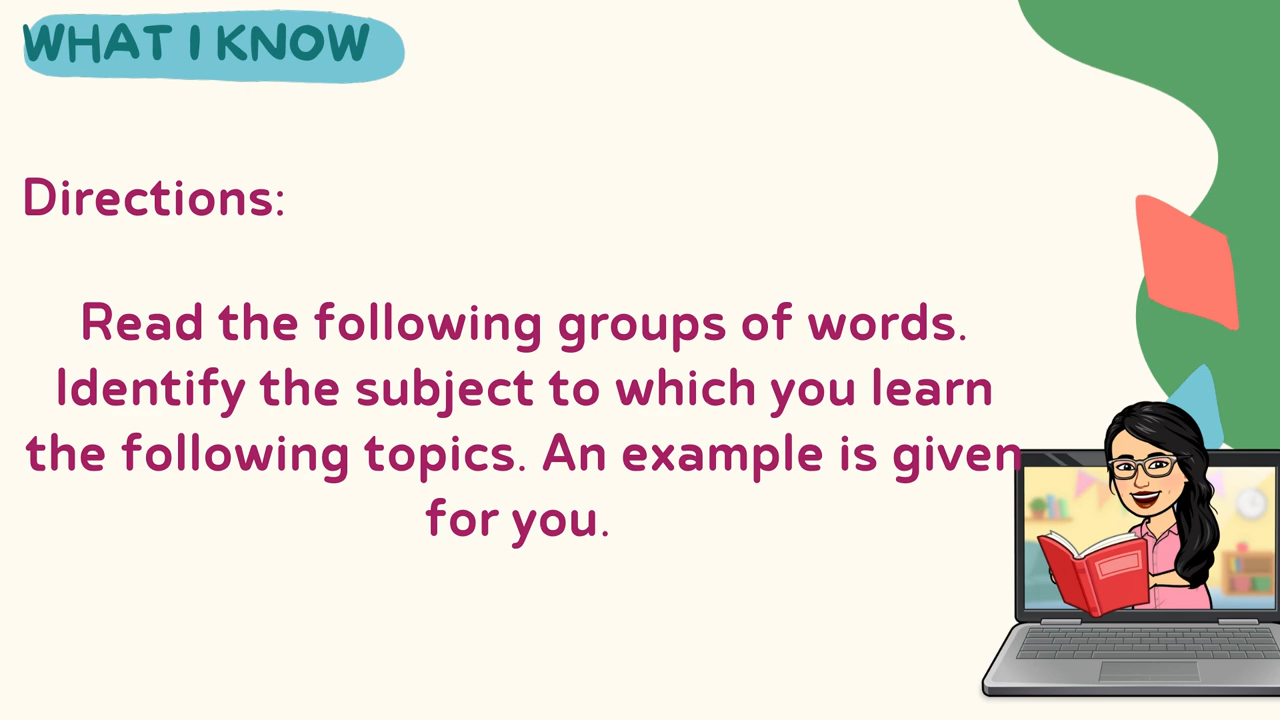 WHAT I KNOW
Directions:
Read the following groups of words.
Identify the subject to which you learn
the following topics. An example is given
for you.